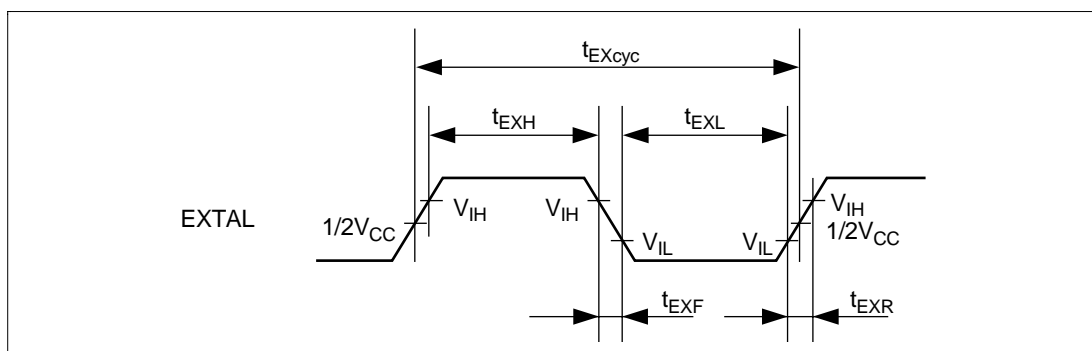 tEXcyc
tEXH
tEXL
EXTAL
1/2VCC
VIH
VIH
VIL
VIL
VIH
1/2VCC
tEXF
tEXR